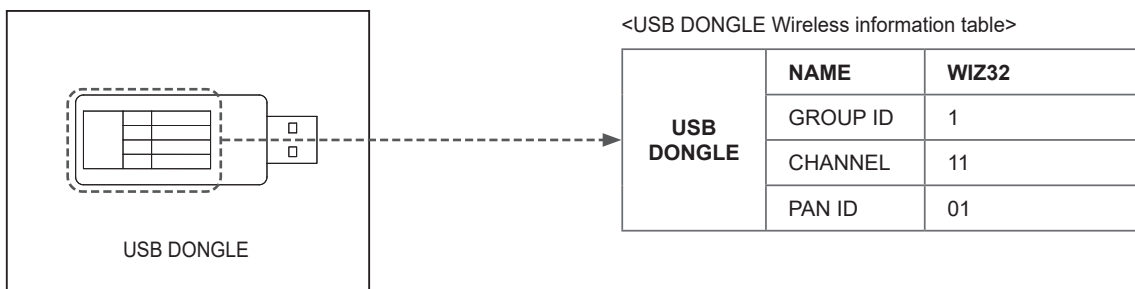 USB DONGLE
<USB DONGLE Wireless information table>
USB
DONGLE
NAME WIZ32
GROUP ID 1
CHANNEL 11
PAN ID 01